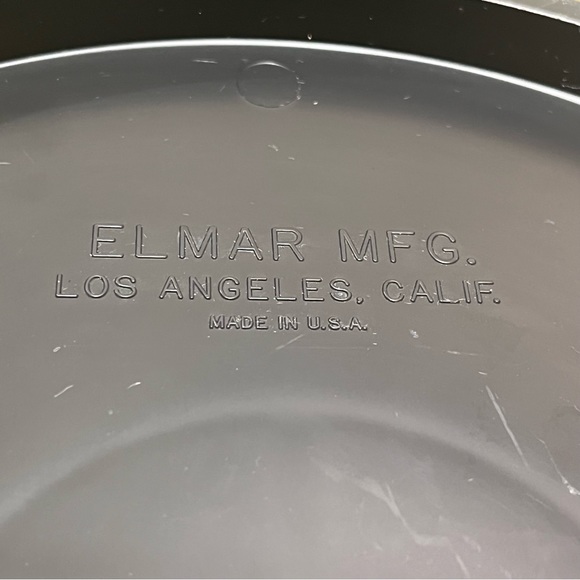 ELMAR MFG.
LOS ANGELES, CALIF.
MADE IN U.S.A.